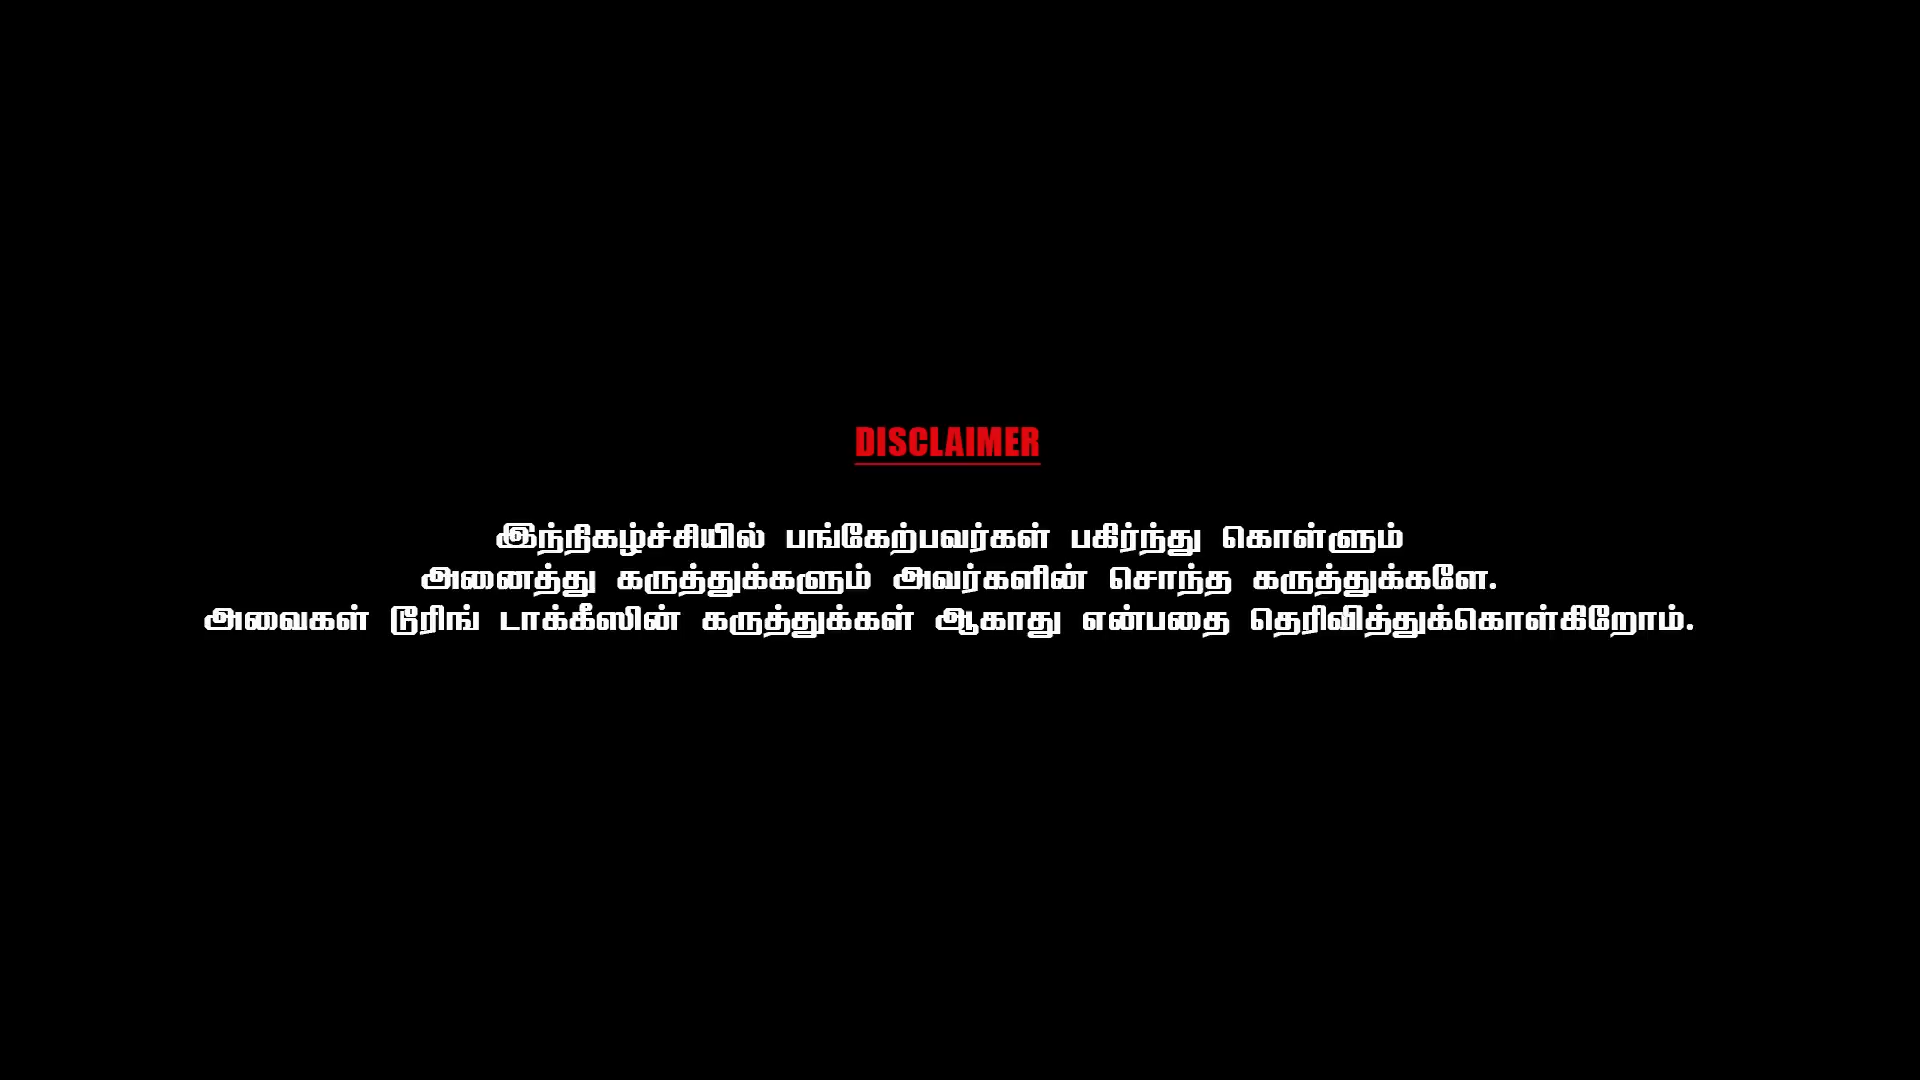 DISCLAIMER
இந்நிகழ்ச்சியில் பங்கேற்பவர்கள் பகிர்ந்து கொள்ளும்
அனைத்து கருத்துக்களும் அவர்களின் சொந்த கருத்துக்களே.
அவைகள் டூரிங் டாக்கீஸின் கருத்துக்கள் ஆகாது என்பதை தெரிவித்துக்கொள்கிறோம்.